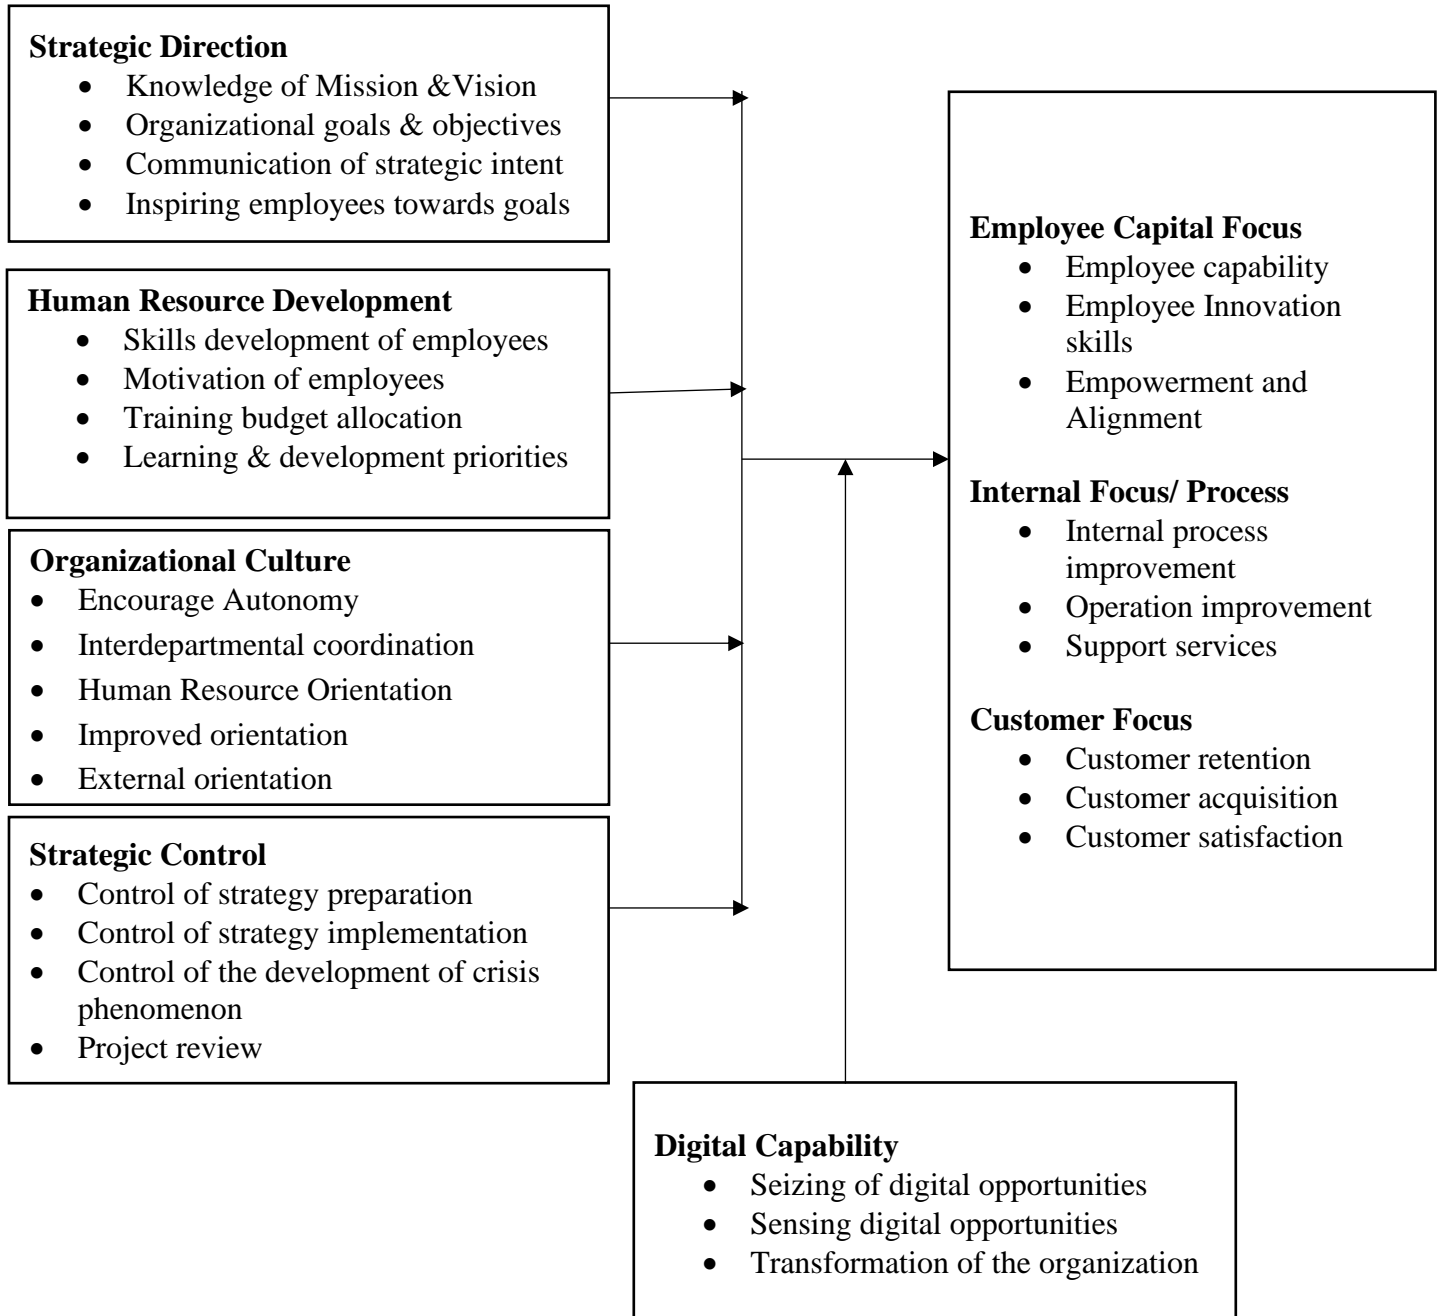 Strategic Direction
• Knowledge of Mission &Vision
• Organizational goals & objectives
• Communication of strategic intent
• Inspiring employees towards goals
Human Resource Development
• Skills development of employees
• Motivation of employees
• Training budget allocation
• Learning & development priorities
Organizational Culture
• Encourage Autonomy
• Interdepartmental coordination
• Human Resource Orientation
• Improved orientation
• External orientation
Strategic Control
• Control of strategy preparation
• Control of strategy implementation
• Control of the development of crisis
phenomenon
• Project review
Employee Capital Focus
• Employee capability
• Employee Innovation
skills
• Empowerment and
Alignment
Internal Focus/ Process
• Internal process
improvement
• Operation improvement
• Support services
Customer Focus
• Customer retention
• Customer acquisition
• Customer satisfaction
Digital Capability
• Seizing of digital opportunities
• Sensing digital opportunities
• Transformation of the organization